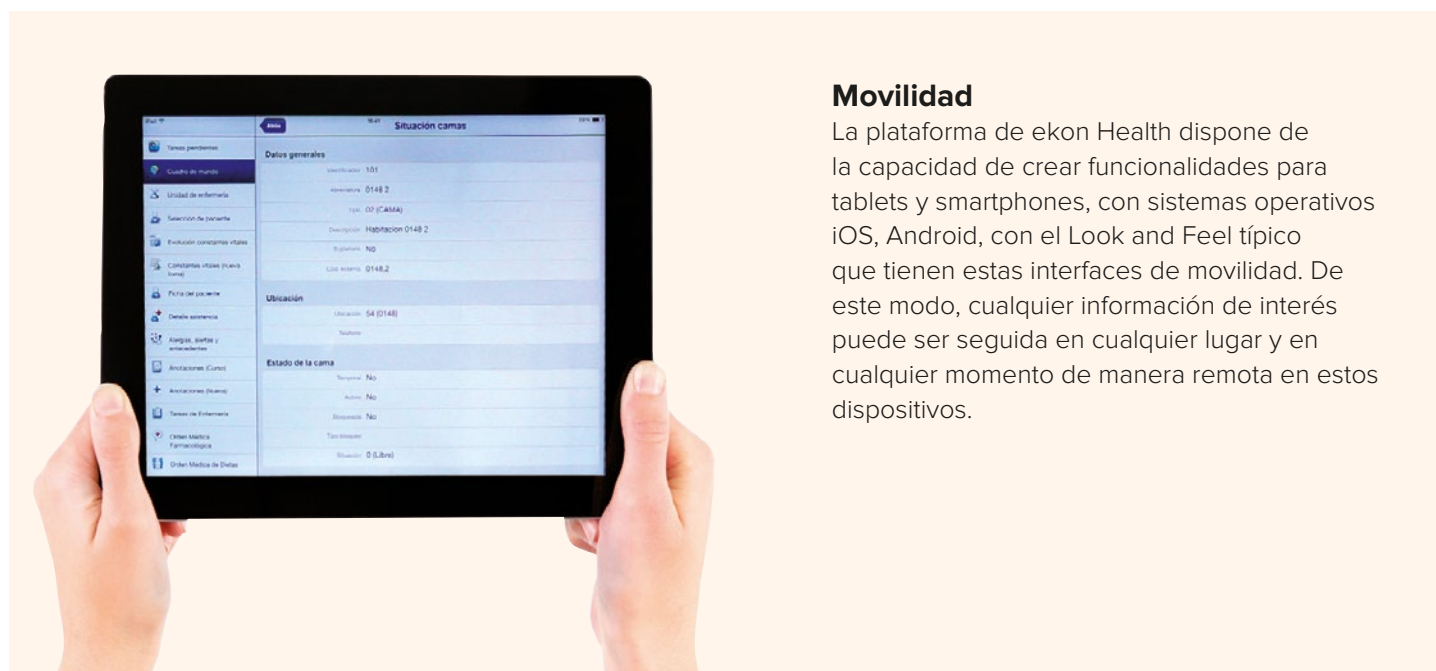 Movilidad
La plataforma de ekon Health dispone de
la capacidad de crear funcionalidades para
tablets y smartphones, con sistemas operativos
iOS, Android, con el Look and Feel típico
que tienen estas interfaces de movilidad. De
este modo, cualquier información de interés
puede ser seguida en cualquier lugar y en
cualquier momento de manera remota en estos
dispositivos.
iPad
Situación camas
Tareas pendientes
Cuadro de mando
Unidad de enfermería
Selección de paciente
Evolución constantes vitales
Constantes vitales (nueva
toma)
Ficha del paciente
Detalle asistencia
Alergias, alertas y
antecedentes
Anotaciones (Curso)
Anotaciones (Nueva)
Tareas de Enfermería
Orden Médica
Farmacológica
Orden Médica de Dietas
Datos generales
Identificador 101
0148 2
02 (CAMA)
Descripción Habitacion 0148 2
No
0148,2
Ubicación
Ubicación 54 (0148)
Teléfono
Estado de la cama
Temporal No
Activa No
Bloqueada No
Tipo bloqueo
Situación 0 (Libre)